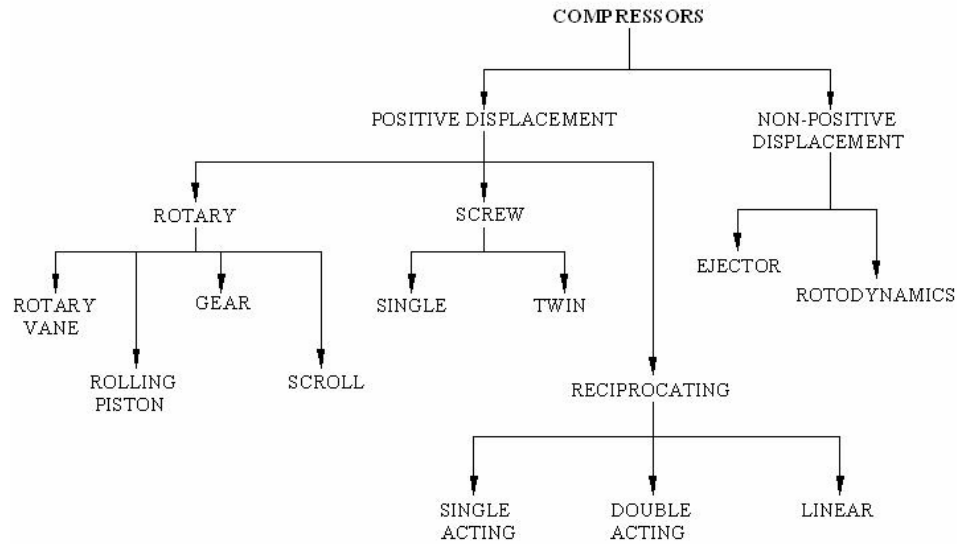 COMPRESSORS
POSITIVE DISPLACEMENT
NON-POSITIVE
DISPLACEMENT
ROTARY
SCREW
EJECTOR
ROTODYNAMICS
ROTARY
VANE
GEAR
SINGLE
TWIN
ROLLING
PISTON
SCROLL
RECIPROCATING
SINGLE
ACTING
DOUBLE
ACTING
LINEAR